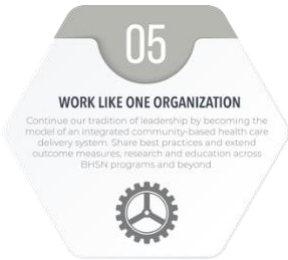 05
WORK LIKE ONE ORGANIZATION
Continue our tradition of leadership by becoming the
model of an integrated community-based health care
delivery system. Share best practices and extend
outcome measures, research and education across
BHSN programs and beyond.